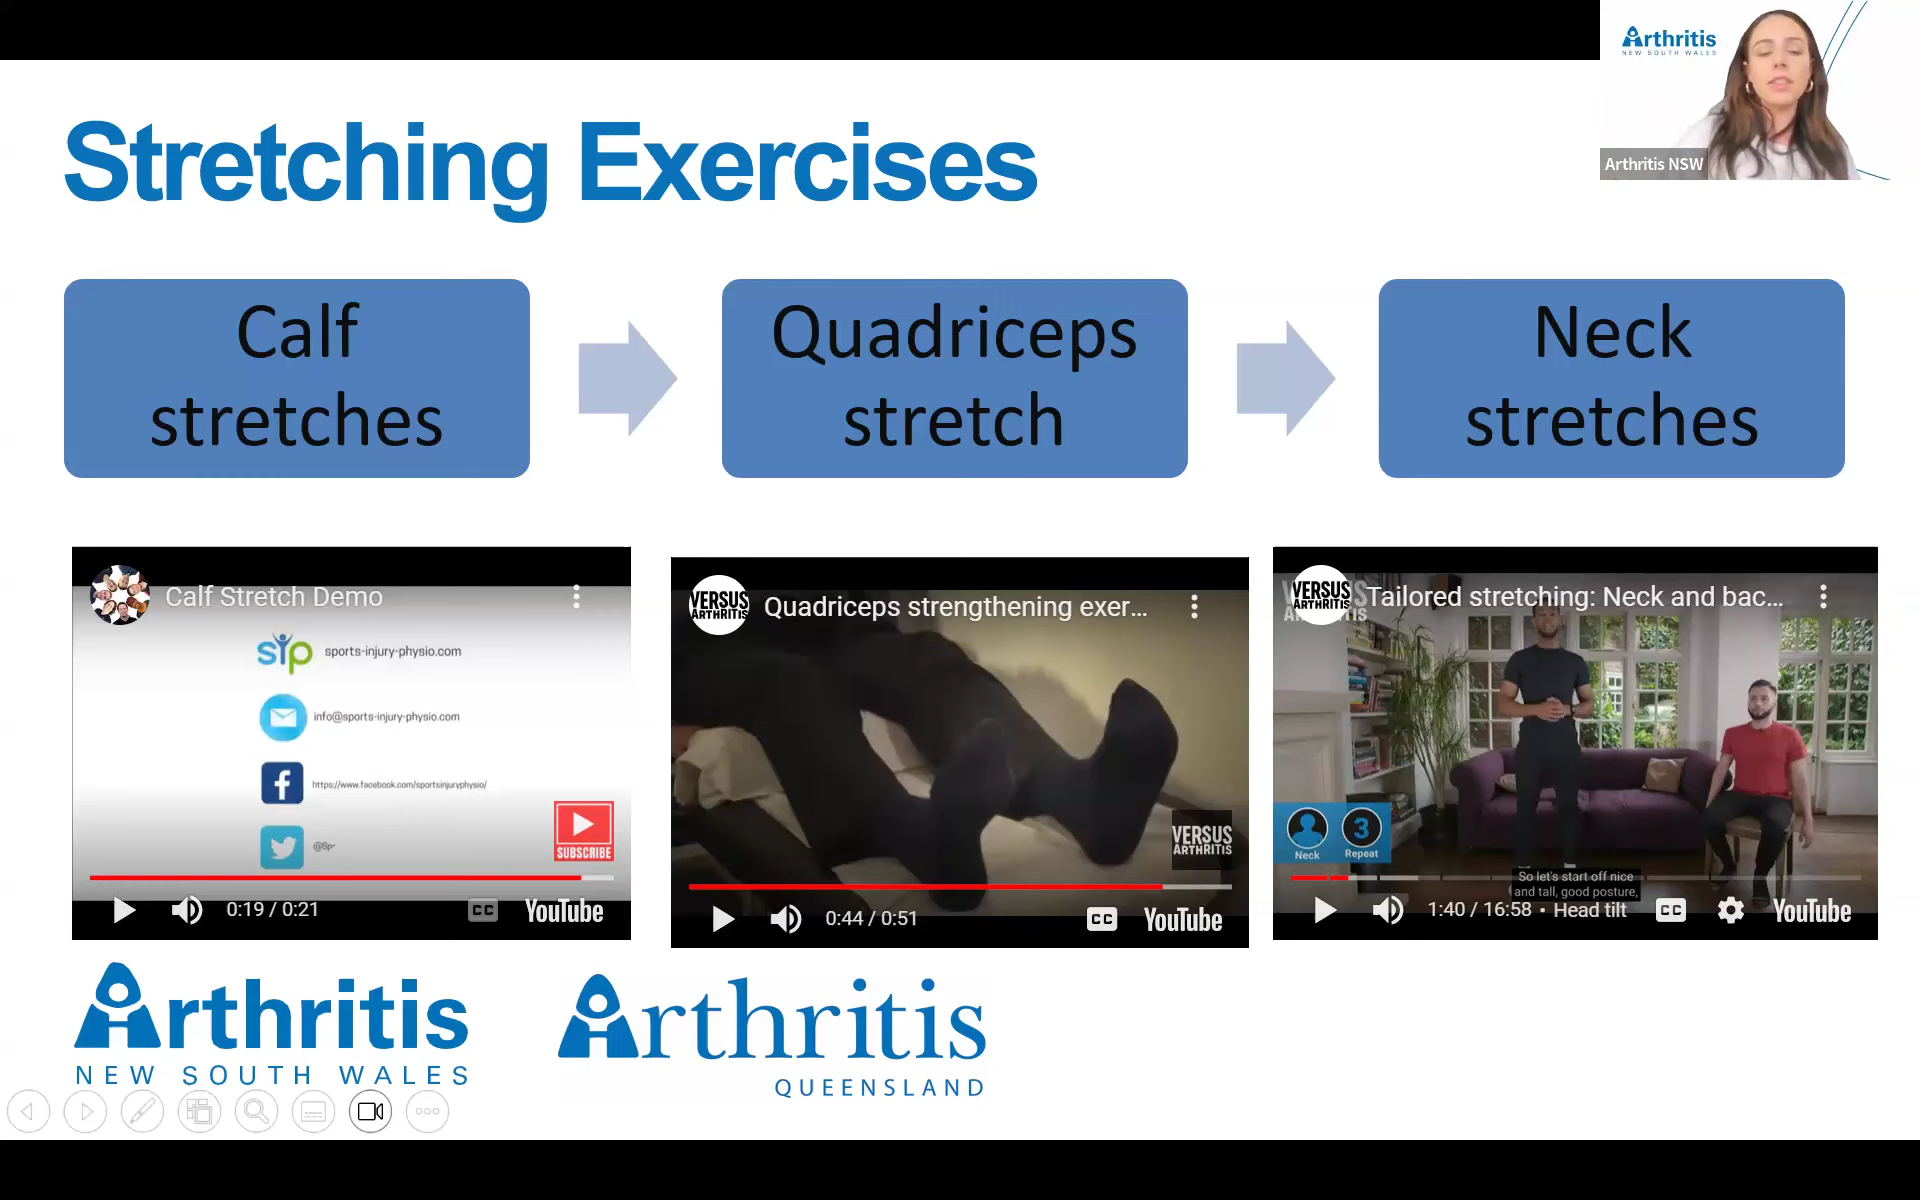 Arthritis
NEW SOUTH WALES
Arthritis NSW
Stretching Exercises
Calf
stretches
Quadriceps
stretch
Neck
stretches
Calf Stretch Demo
sports-injury-physio.com
info@sports-injury-physio.com
https://www.facebook.com/sportsinjuryphysio/
SUBSCRIBE
0:19 / 0:21
CC
YouTube
VERSUS
ARTHRITIS
Quadriceps strengthening exer...
VERSUS
ARTHRITIS
0:44 / 0:51
CC
YouTube
VERSUS
ARTHRITIS
Tailored stretching: Neck and bac...
3
Neck
Repeat
So let's start off nice
and tall, good posture,
1:40 / 16:58 • Head tilt
CC
YouTube
Arthritis
NEW SOUTH WALES
Arthritis
QUEENSLAND